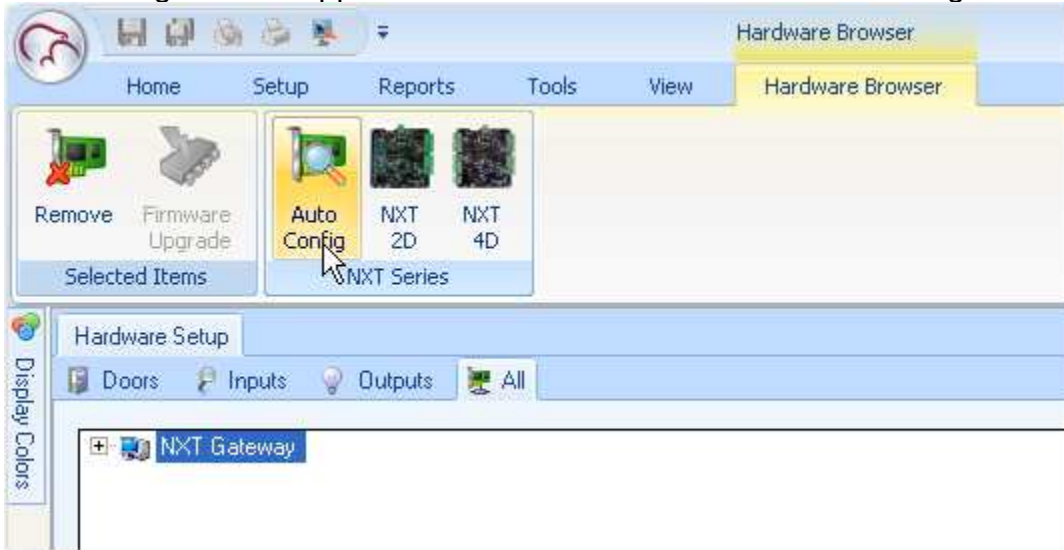 Hardware Browser
Home Setup Reports Tools View Hardware Browser
Remove Firmware Upgrade Auto Config NXT 2D NXT 4D
Selected Items NXT Series
Display Colors
Hardware Setup
Doors Inputs Outputs All
NXT Gateway